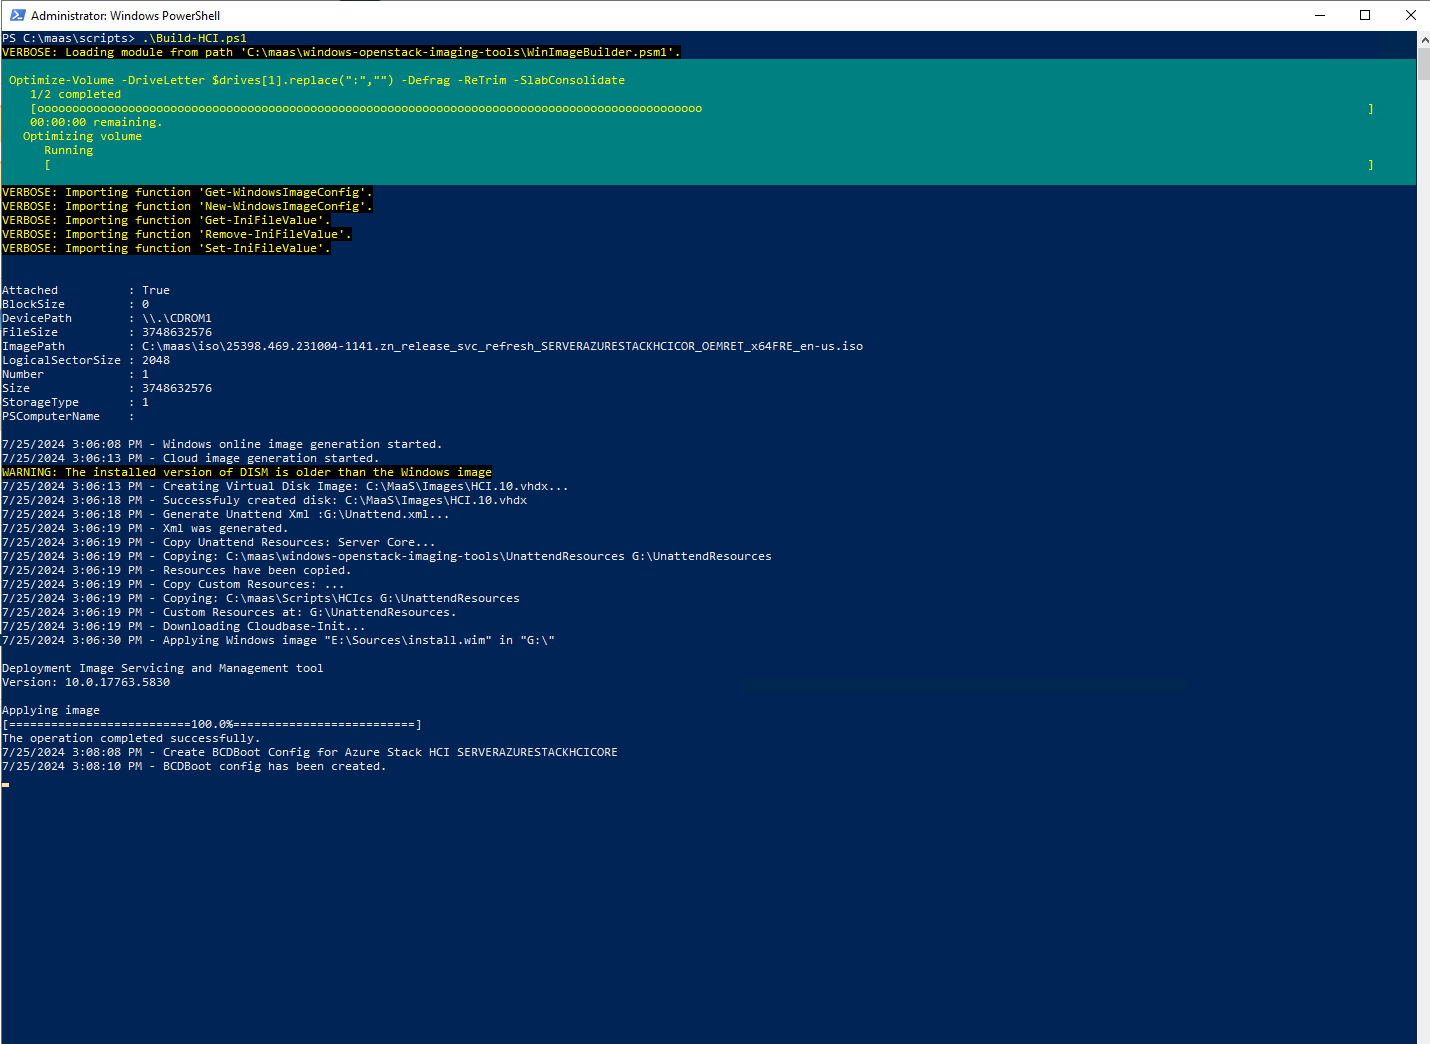 Administrator: Windows PowerShell
PS C:\maas\scripts> .\Build-HCI.ps1
VERBOSE: Loading module from path 'C:\maas\windows-openstack-imaging-tools\WinImageBuilder.psm1'.
Optimize-Volume -DriveLetter $drives[1].replace(":","") -Defrag -ReTrim -SlabConsolidate
1/2 completed
[ooooooooooooooooooooooooooooooooooooooooooooooooooooooooooooooooooooooooooooooooooooooooooooooo ]
00:00:00 remaining.
Optimizing volume
Running
[ ]
VERBOSE: Importing function 'Get-WindowsImageConfig'.
VERBOSE: Importing function 'New-WindowsImageConfig'.
VERBOSE: Importing function 'Get-IniFileValue'.
VERBOSE: Importing function 'Remove-IniFileValue'.
VERBOSE: Importing function 'Set-IniFileValue'.
Attached : True
BlockSize : 0
DevicePath : \\.\CDROM1
FileSize : 3748632576
ImagePath : C:\maas\iso\25398.469.231004-1141.zn_release_svc_refresh_SERVERAZURESTACKHCICOR_OEMRET_x64FRE_en-us.iso
LogicalSectorSize : 2048
Number : 1
Size : 3748632576
StorageType : 1
PSComputerName :
7/25/2024 3:06:08 PM - Windows online image generation started.
7/25/2024 3:06:13 PM - Cloud image generation started.
WARNING: The installed version of DISM is older than the Windows image
7/25/2024 3:06:13 PM - Creating Virtual Disk Image: C:\MaaS\Images\HCI.10.vhdx...
7/25/2024 3:06:18 PM - Successfuly created disk: C:\MaaS\Images\HCI.10.vhdx
7/25/2024 3:06:18 PM - Generate Unattend Xml :G:\Unattend.xml...
7/25/2024 3:06:19 PM - Xml was generated.
7/25/2024 3:06:19 PM - Copy Unattend Resources: Server Core...
7/25/2024 3:06:19 PM - Copying: C:\maas\windows-openstack-imaging-tools\UnattendResources G:\UnattendResources
7/25/2024 3:06:19 PM - Resources have been copied.
7/25/2024 3:06:19 PM - Copy Custom Resources: ...
7/25/2024 3:06:19 PM - Copying: C:\maas\Scripts\HCIcs G:\UnattendResources
7/25/2024 3:06:19 PM - Custom Resources at: G:\UnattendResources.
7/25/2024 3:06:19 PM - Downloading Cloudbase-Init...
7/25/2024 3:06:30 PM - Applying Windows image "E:\Sources\install.wim" in "G:\"
Deployment Image Servicing and Management tool
Version: 10.0.17763.5830
Applying image
[==========================100.0%==========================]
The operation completed successfully.
7/25/2024 3:08:08 PM - Create BCDBoot Config for Azure Stack HCI SERVERAZURESTACKHCICORE
7/25/2024 3:08:10 PM - BCDBoot config has been created.